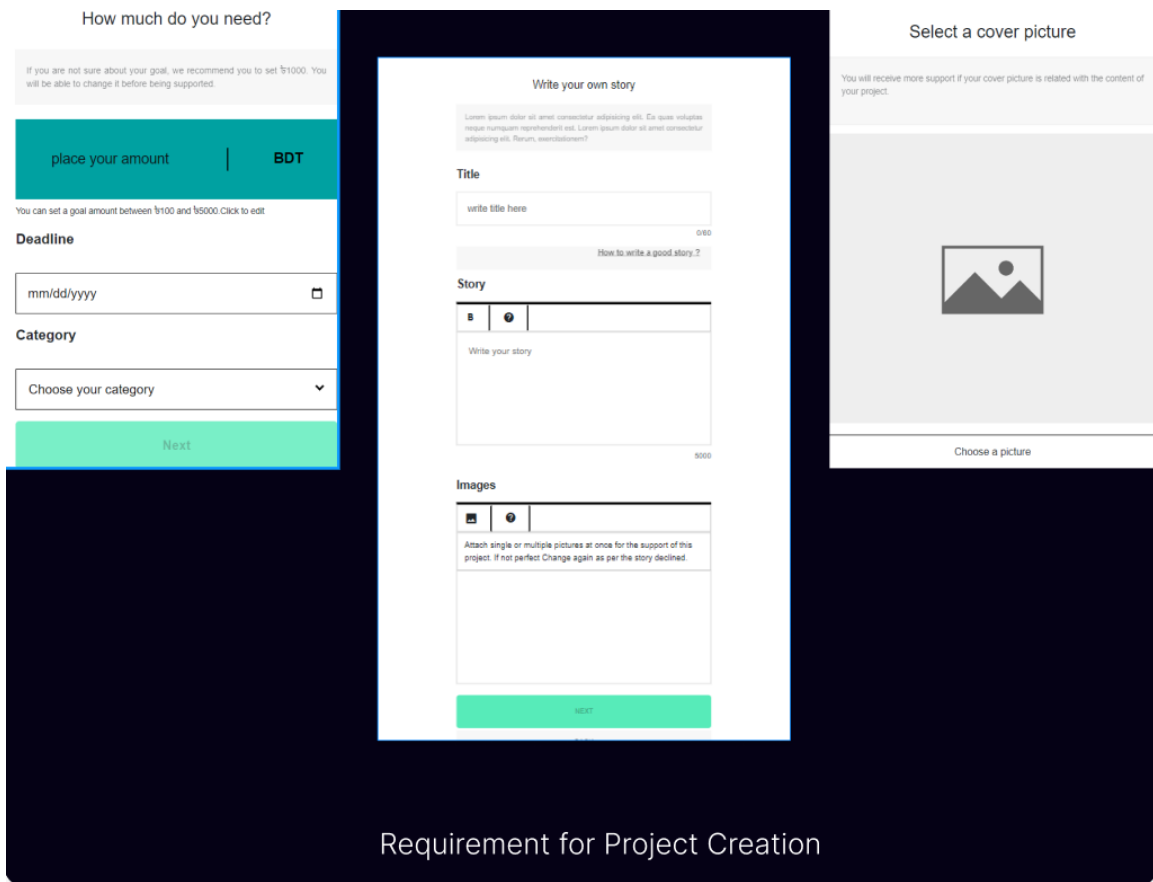 How much do you need?
If you are not sure about your goal, we recommend you to set ৳1000. You
will be able to change it before being supported.
place your amount
BDT
You can set a goal amount between ৳100 and ৳5000.Click to edit
Deadline
mm/dd/yyyy
Category
Choose your category
Next
Write your own story
Lorem ipsum dolor sit amet consectetur adipisicing elit. Ea quas voluptas
neque numquam reprehenderit est. Lorem ipsum dolor sit amet consectetur
adipisicing elit. Rerum, exercitationem?
Title
write title here
0/60
How to write a good story ?
Story
B
Write your story
5000
Images
Attach single or multiple pictures at once for the support of this
project. If not perfect Change again as per the story declined.
NEXT
Select a cover picture
You will receive more support if your cover picture is related with the content of
your project.
Choose a picture
Requirement for Project Creation